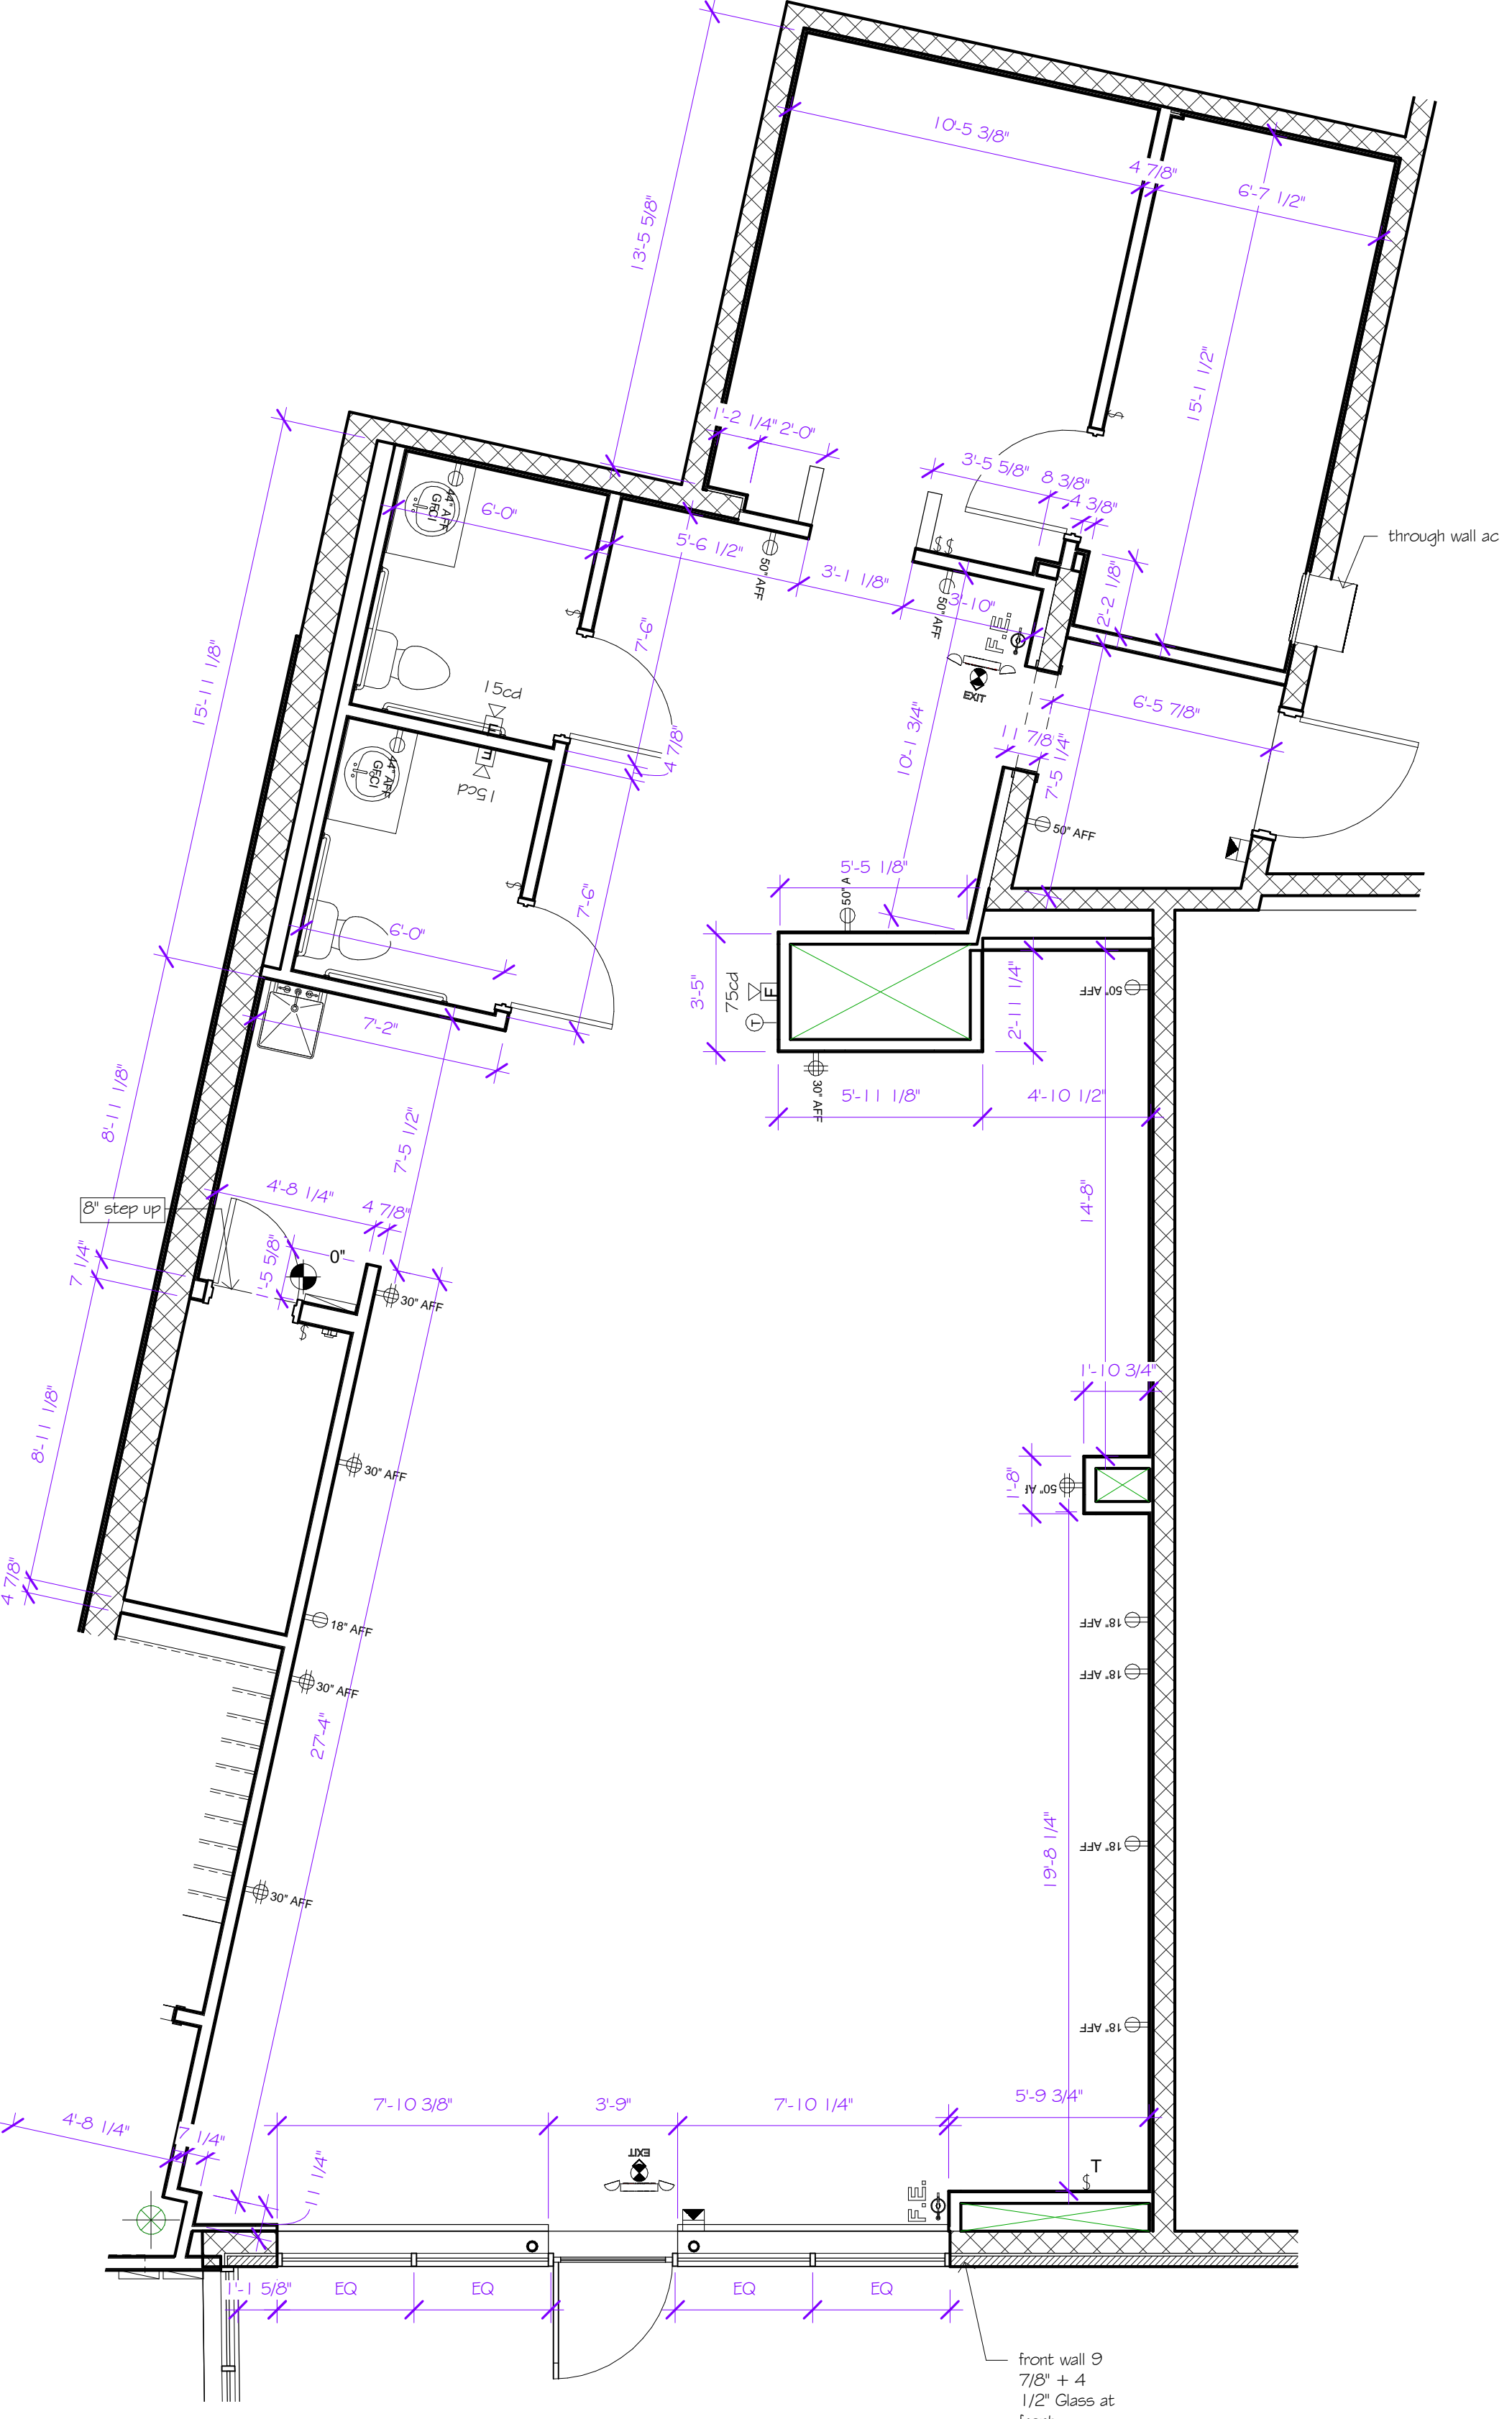 10'-5 3/8"
4 7/8"
6'-7 1/2"
13'-5 5/8"
15'-1 1/2"
1'-2 1/4"
2'-0"
3'-5 5/8"
8 3/8"
4 3/8"
through wall ac
44" AFF
GFCI
6'-0"
5'-6 1/2"
50" AFF
3'-1 1/8"
$ $
50" AFF
3'-10"
F.E.
2'-2 1/8"
$
$
7'-6"
15'-11 1/8"
15cd
F
F
15cd
EXIT
6'-5 7/8"
4 7/8"
11 7/8"
10'-1 3/4"
7'-5 1/4"
44" AFF
GFCI
50" AFF
$
5'-5 1/8"
50" A
7'-6"
6'-0"
3'-5"
75cd
F
T
2'-11 1/4"
50" AFF
7'-2"
30" AFF
5'-11 1/8"
4'-10 1/2"
8'-11 1/8"
7'-5 1/2"
4'-8 1/4"
4 7/8"
8" step up
14'-8"
1'-5 5/8"
0"
7 1/4"
30" AFF
$
1'-10 3/4"
8'-11 1/8"
30" AFF
1'-8"
50" AF
4 7/8"
18" AFF
18" AFF
30" AFF
18" AFF
27'-4"
19'-8 1/4"
18" AFF
30" AFF
18" AFF
7'-10 3/8"
3'-9"
7'-10 1/4"
5'-9 3/4"
4'-8 1/4"
7 1/4"
11 1/4"
EXIT
T
$
F.E.
1'-1 5/8"
EQ
EQ
EQ
EQ
front wall 9
7/8" + 4
1/2" Glass at